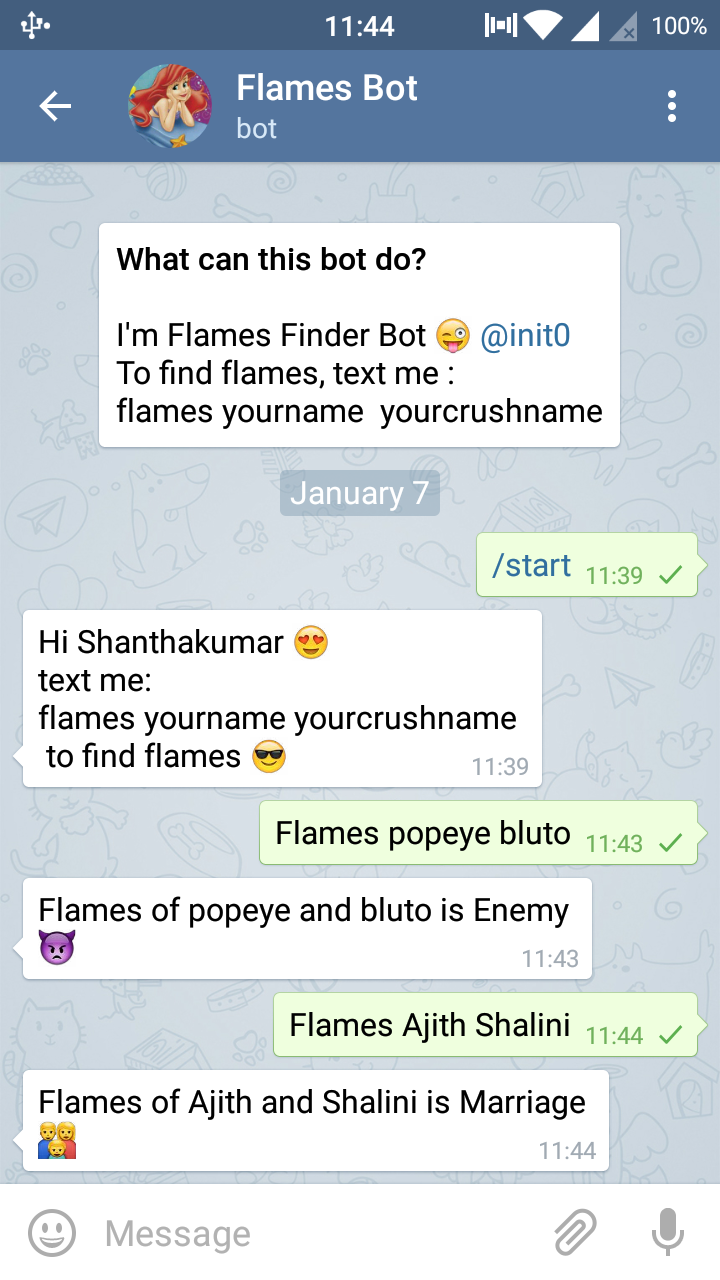 11:44 100%
Flames Bot
bot
What can this bot do?
I'm Flames Finder Bot 😜 @init0
To find flames, text me :
flames yourname  yourcrushname
January 7
/start 11:39
Hi Shanthakumar 😍
text me:
flames yourname yourcrushname
to find flames 😎 11:39
Flames popeye bluto 11:43
Flames of popeye and bluto is Enemy
👿 11:43
Flames Ajith Shalini 11:44
Flames of Ajith and Shalini is Marriage
👪 11:44
Message